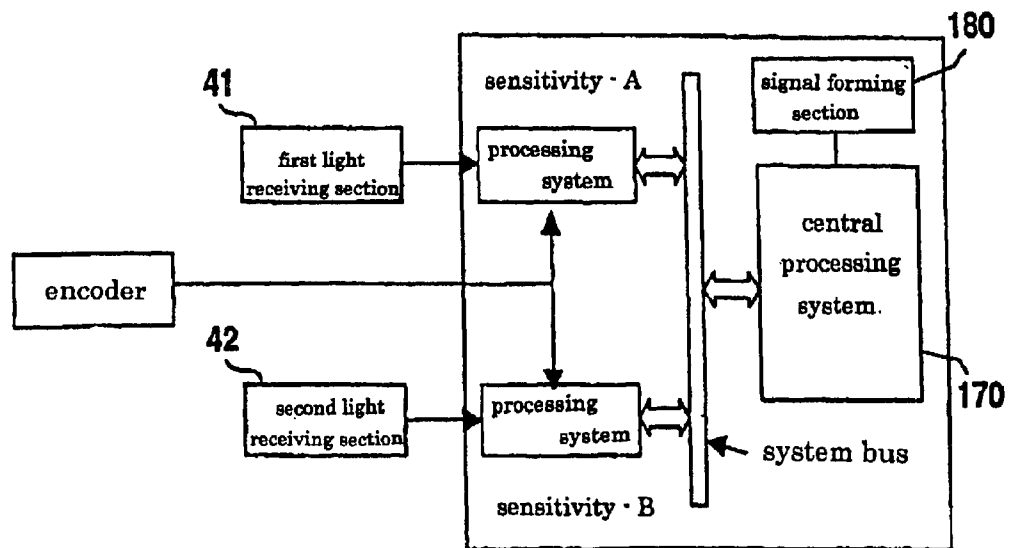 180
sensitivity · A
signal forming
section
41
first light
receiving section
processing
system
central
processing
system.
encoder
42
second light
receiving section
processing
system
170
system bus
sensitivity · B